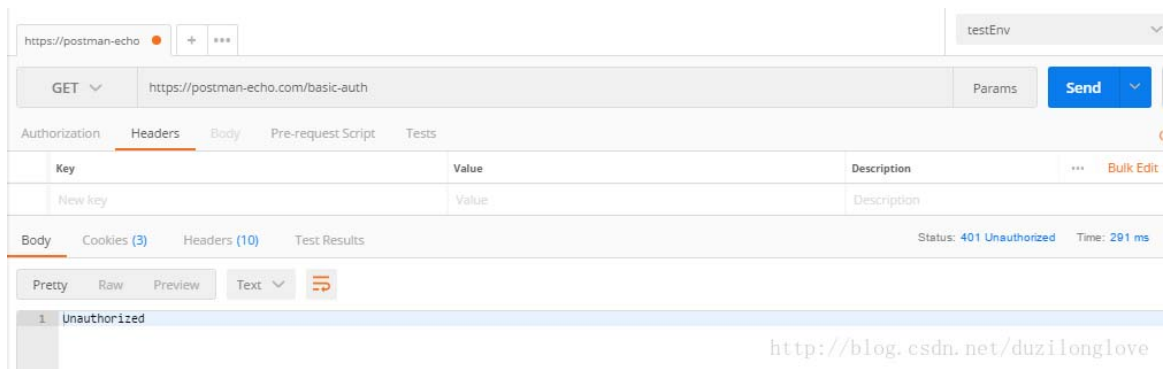 testEnv
https://postman-echo + •••
GET https://postman-echo.com/basic-auth Params Send
Authorization Headers Body Pre-request Script Tests
Key Value Description ••• Bulk Edit
New key Value Description
Body Cookies (3) Headers (10) Test Results Status: 401 Unauthorized Time: 291 ms
Pretty Raw Preview Text
1 Unauthorized
http://blog.csdn.net/duzilonglove